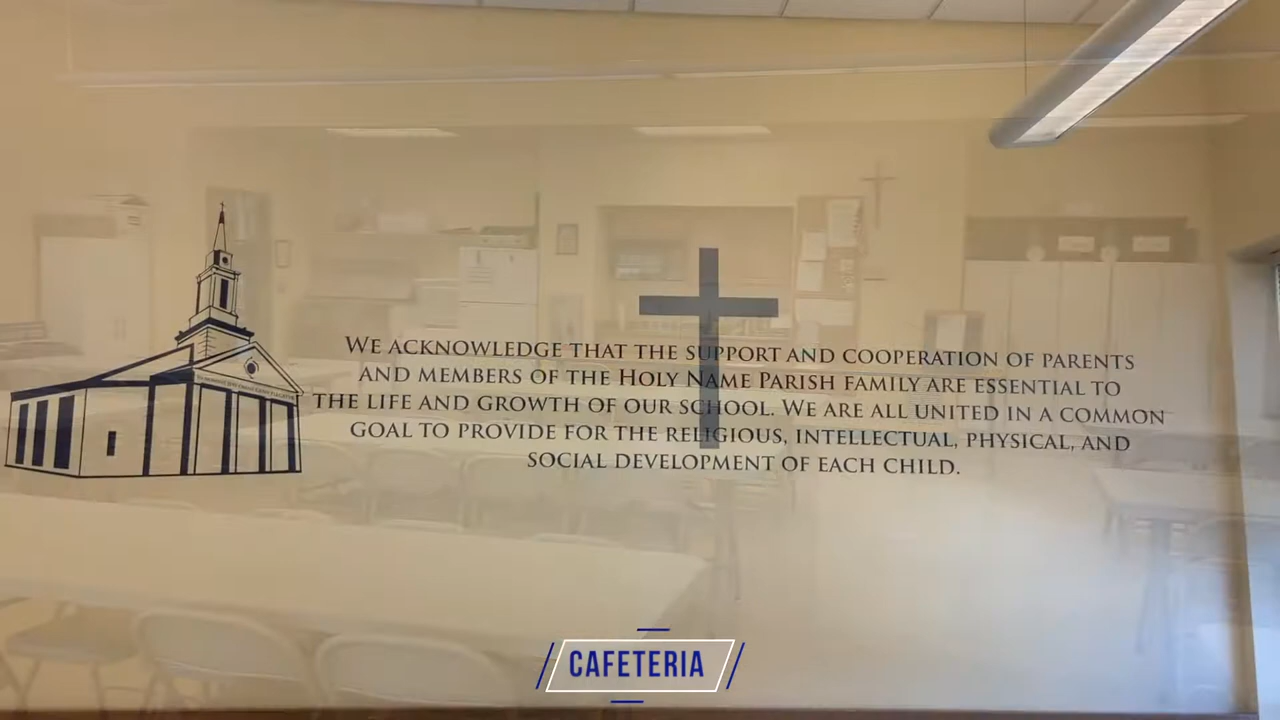 WE ACKNOWLEDGE THAT THE SUPPORT AND COOPERATION OF PARENTS
AND MEMBERS OF THE HOLY NAME PARISH FAMILY ARE ESSENTIAL TO
THE LIFE AND GROWTH OF OUR SCHOOL. WE ARE ALL UNITED IN A COMMON
GOAL TO PROVIDE FOR THE RELIGIOUS, INTELLECTUAL, PHYSICAL, AND
SOCIAL DEVELOPMENT OF EACH CHILD.
CAFETERIA